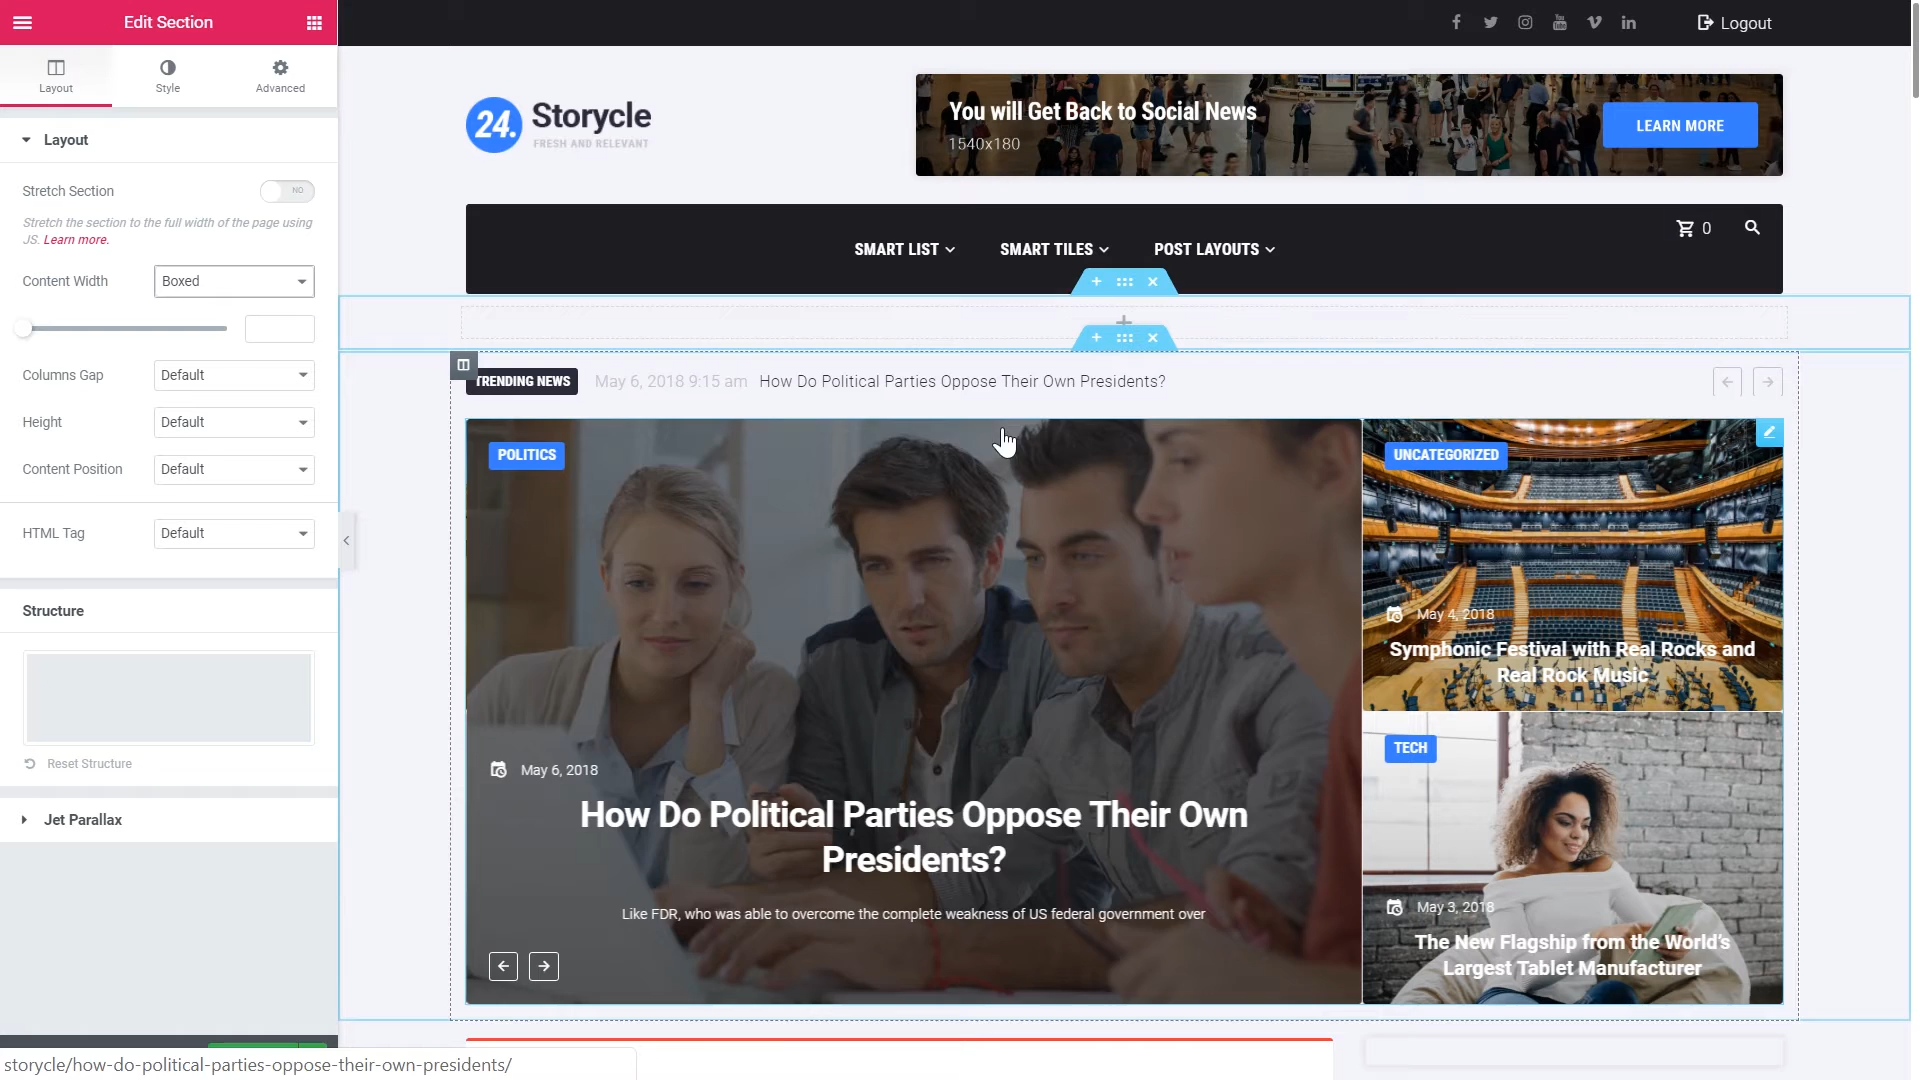 Edit Section
Layout
Style
Advanced
Layout
Stretch Section
NO
Stretch the section to the full width of the page using
JS. Learn more.
Content Width
Boxed
Columns Gap
Default
Height
Default
Content Position
Default
HTML Tag
Default
Structure
Reset Structure
Jet Parallax
storycle/how-do-political-parties-oppose-their-own-presidents/
Logout
24.
Storycle
FRESH AND RELEVANT
You will Get Back to Social News
1540x180
LEARN MORE
0
SMART LIST
SMART TILES
POST LAYOUTS
TRENDING NEWS
May 6, 2018 9:15 am
How Do Political Parties Oppose Their Own Presidents?
POLITICS
May 6, 2018
How Do Political Parties Oppose Their Own
Presidents?
Like FDR, who was able to overcome the complete weakness of US federal government over
UNCATEGORIZED
May 4, 2018
Symphonic Festival with Real Rocks and
Real Rock Music
TECH
May 3, 2018
The New Flagship from the World's
Largest Tablet Manufacturer